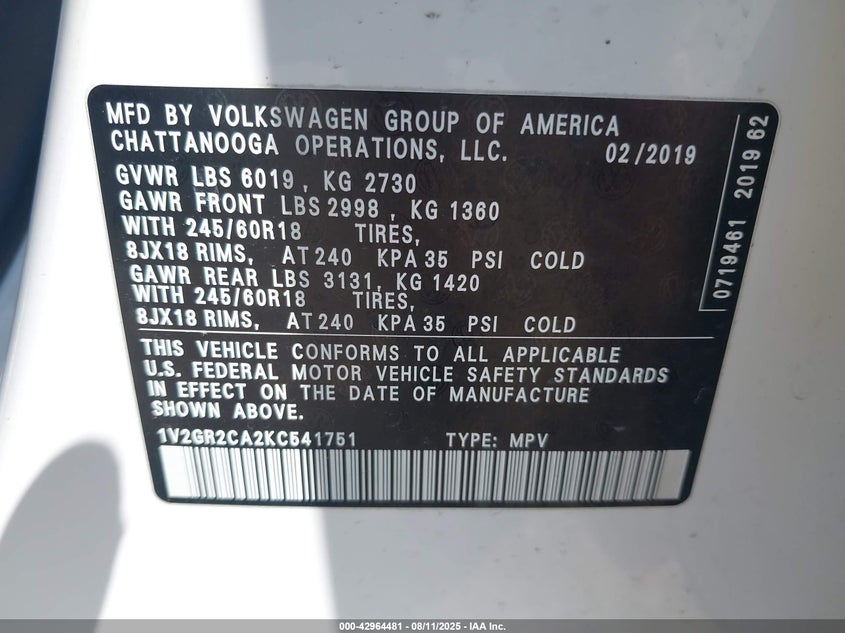 MFD BY VOLKSWAGEN GROUP OF AMERICA
CHATTANOOGA OPERATIONS, LLC. 02/2019
GVWR LBS 6019, KG 2730
GAWR FRONT LBS 2998, KG 1360
WITH 245/60R18 TIRES,
8JX18 RIMS, AT 240 KPA 35 PSI COLD
GAWR REAR LBS 3131, KG 1420
WITH 245/60R18 TIRES,
8JX18 RIMS, AT 240 KPA 35 PSI COLD
THIS VEHICLE CONFORMS TO ALL APPLICABLE
U.S. FEDERAL MOTOR VEHICLE SAFETY STANDARDS
IN EFFECT ON THE DATE OF MANUFACTURE
SHOWN ABOVE.
1V2GR2CA2KC541751 TYPE: MPV
0719461 2019 62
000-42964481 - 08/11/2025 - IAA Inc.